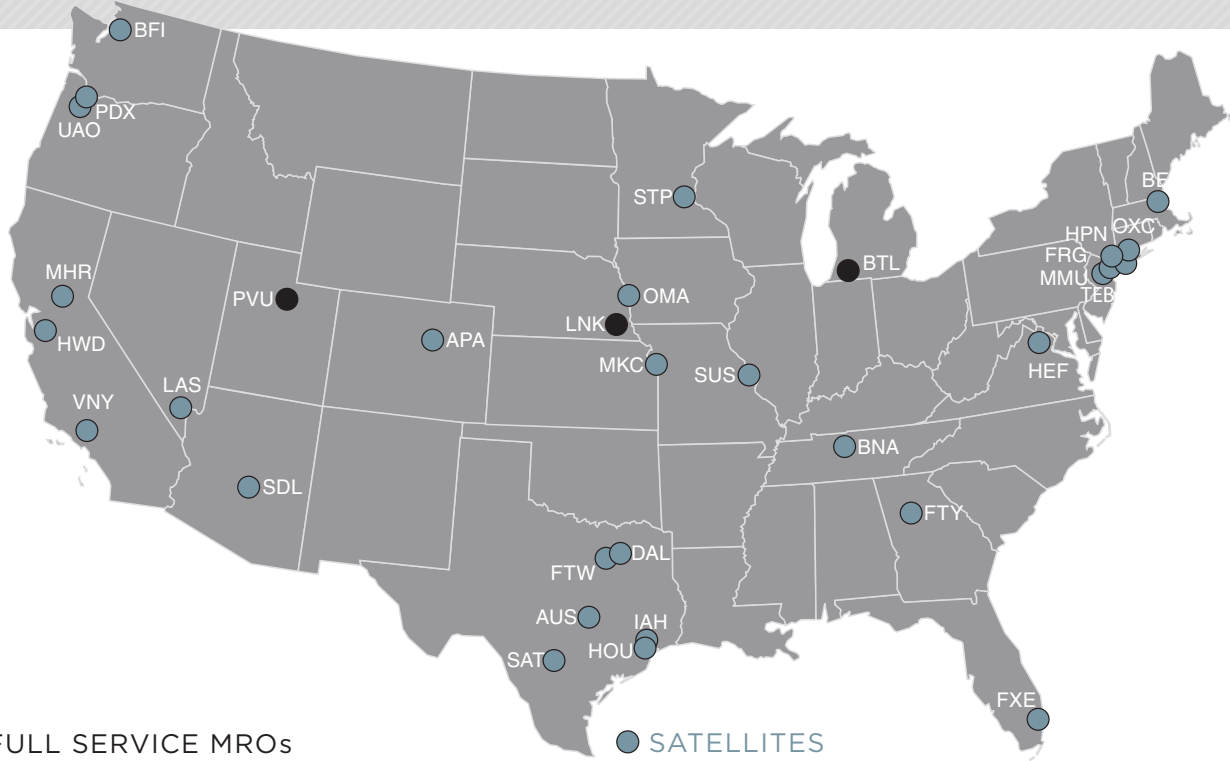 BFI
PDX
UAO
STP
BE
OXC
HPN
FRG
MMU
TEB
BTL
MHR
PVU
OMA
LNK
HWD
APA
HEF
MKC
SUS
LAS
VNY
BNA
SDL
FTY
DAL
FTW
AUS
IAH
HOU
SAT
FXE
FULL SERVICE MROs
SATELLITES